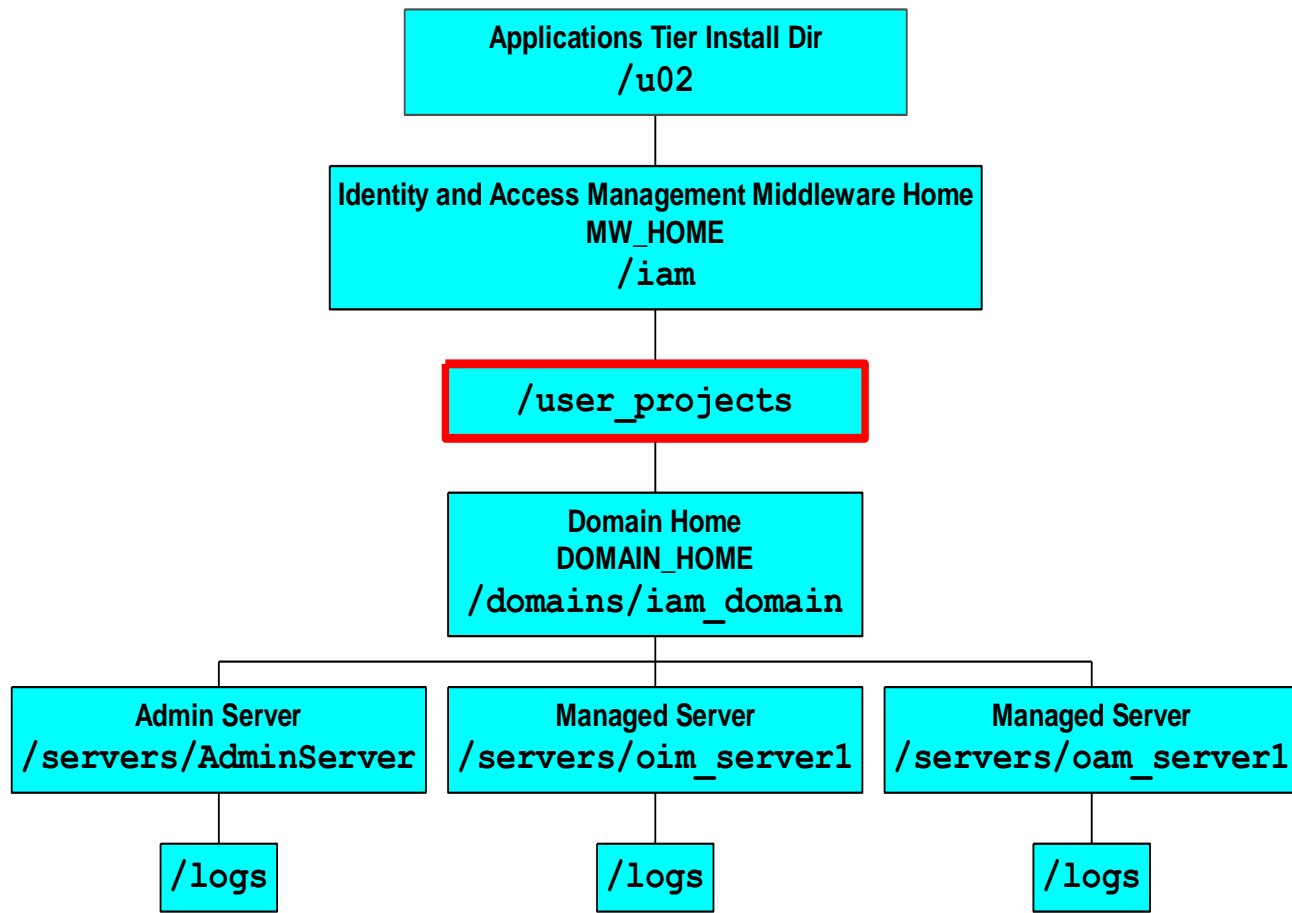 Applications Tier Install Dir
/u02
Identity and Access Management Middleware Home
MW_HOME
/iam
/user_projects
Domain Home
DOMAIN_HOME
/domains/iam_domain
Admin Server
/servers/AdminServer
Managed Server
/servers/oim_server1
Managed Server
/servers/oam_server1
/logs
/logs
/logs